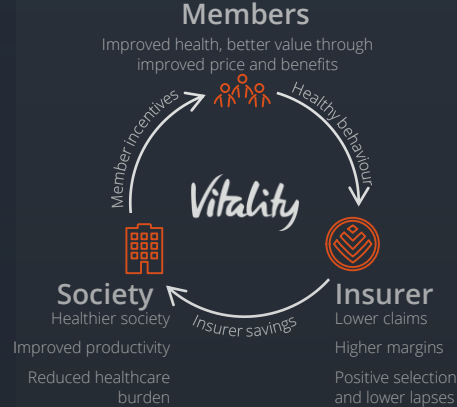 Members
Improved health, better value through
improved price and benefits
Member incentives
Healthy behaviour
Vitality
Society
Healthier society
Improved productivity
Reduced healthcare
burden
Insurer savings
Insurer
Lower claims
Higher margins
Positive selection
and lower lapses